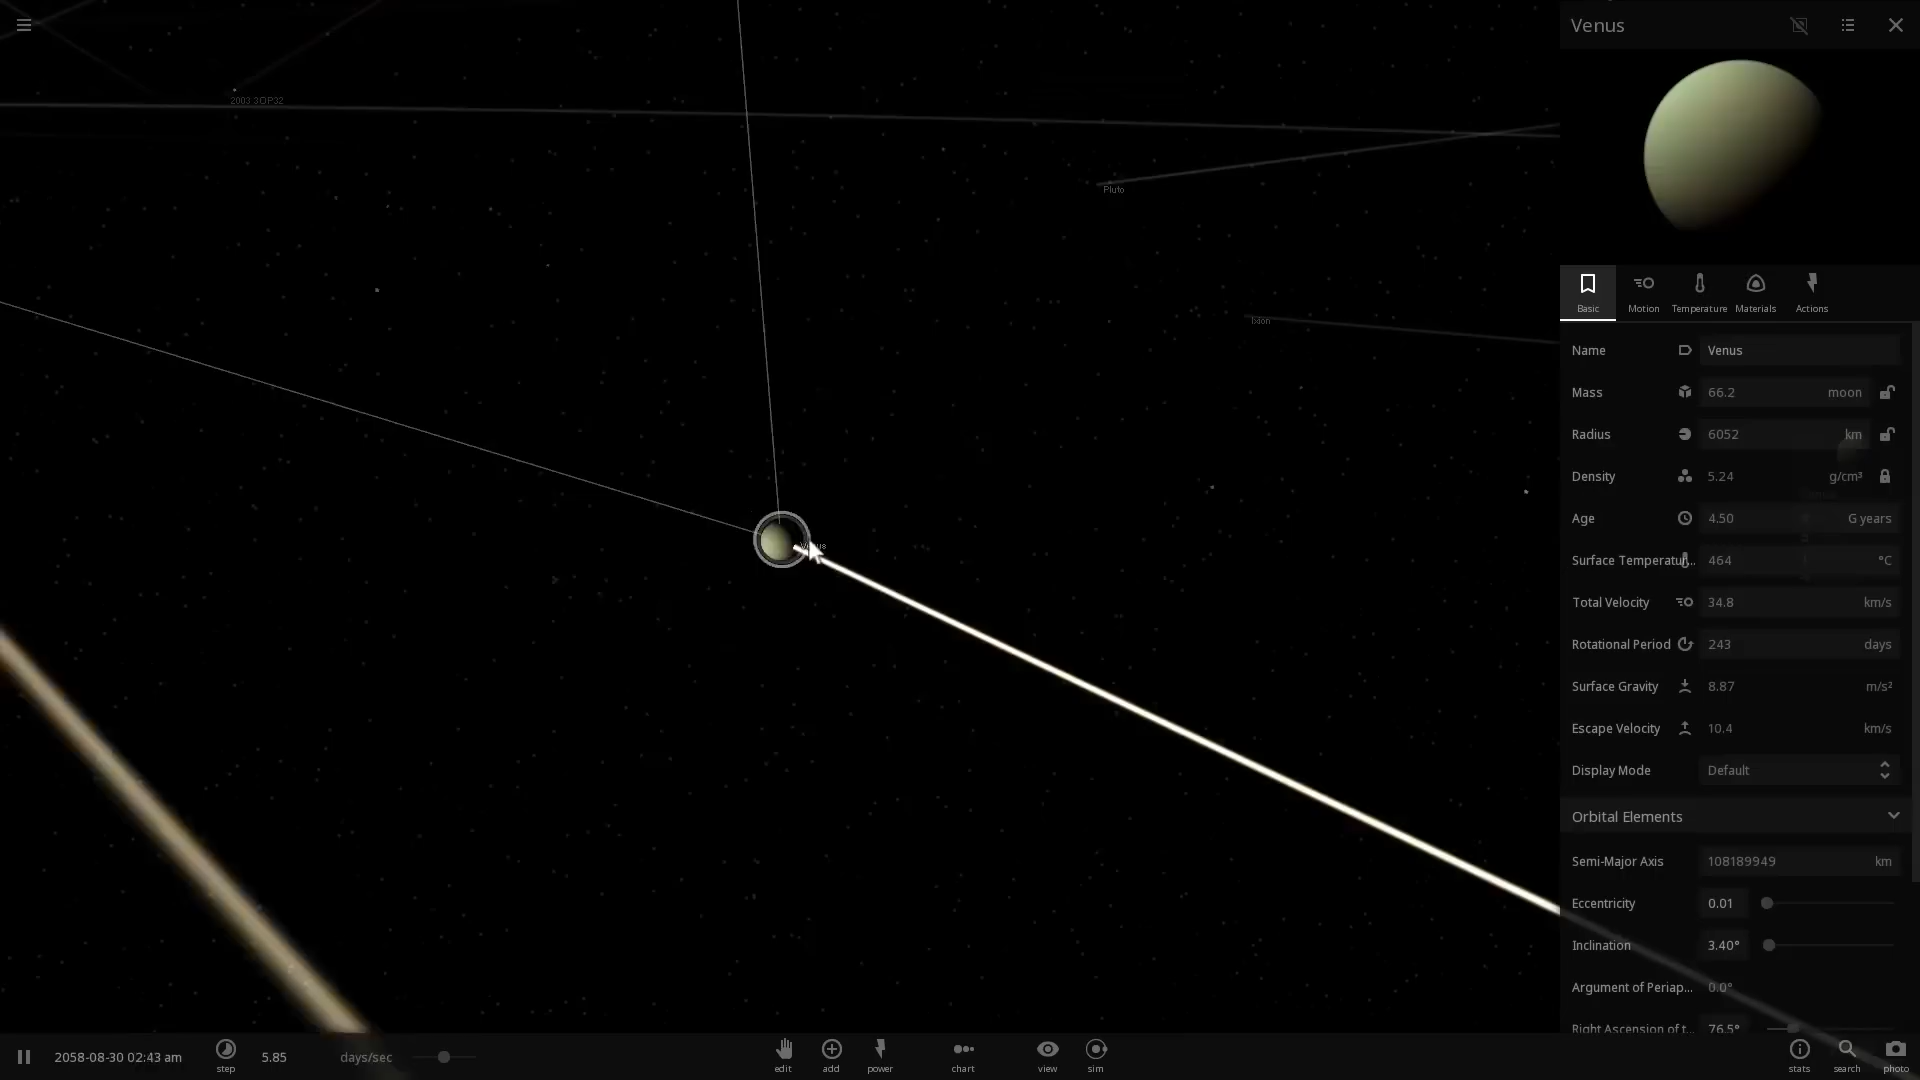 Venus
Pluto
Ixion
Basic
Motion
Temperature
Materials
Actions
Name Venus
Mass 66.2 moon
Radius 6052 km
Density 5.24 g/cm³
Age 4.50 G years
Surface Temperatur... 464 °C
Total Velocity 34.8 km/s
Rotational Period 243 days
Surface Gravity 8.87 m/s²
Escape Velocity 10.4 km/s
Display Mode Default
Orbital Elements
Semi-Major Axis 108189949 km
Eccentricity 0.01
Inclination 3.40°
Argument of Periap... 0.0°
Right Ascension of t... 76.5°
2058-08-30 02:43 am
step
5.85 days/sec
edit
add
power
chart
view
sim
stats
search
photo